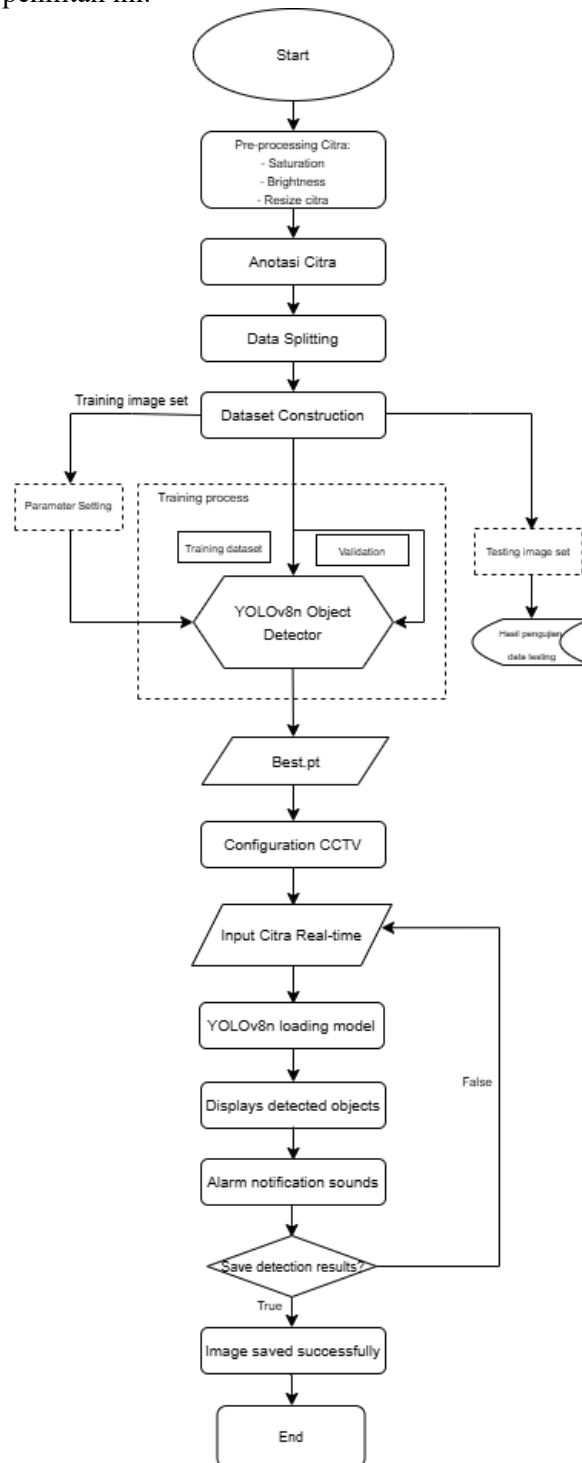 Start
Pre-processing Citra:
- Saturation
- Brightness
- Resize citra
Anotasi Citra
Data Splitting
Training image set
Dataset Construction
Parameter Setting
Training process
Training dataset
Validation
Testing image set
YOLOv8n Object
Detector
Hasil pengujian
data testing
Best.pt
Configuration CCTV
Input Citra Real-time
YOLOv8n loading model
False
Displays detected objects
Alarm notification sounds
Save detection results?
True
Image saved successfully
End